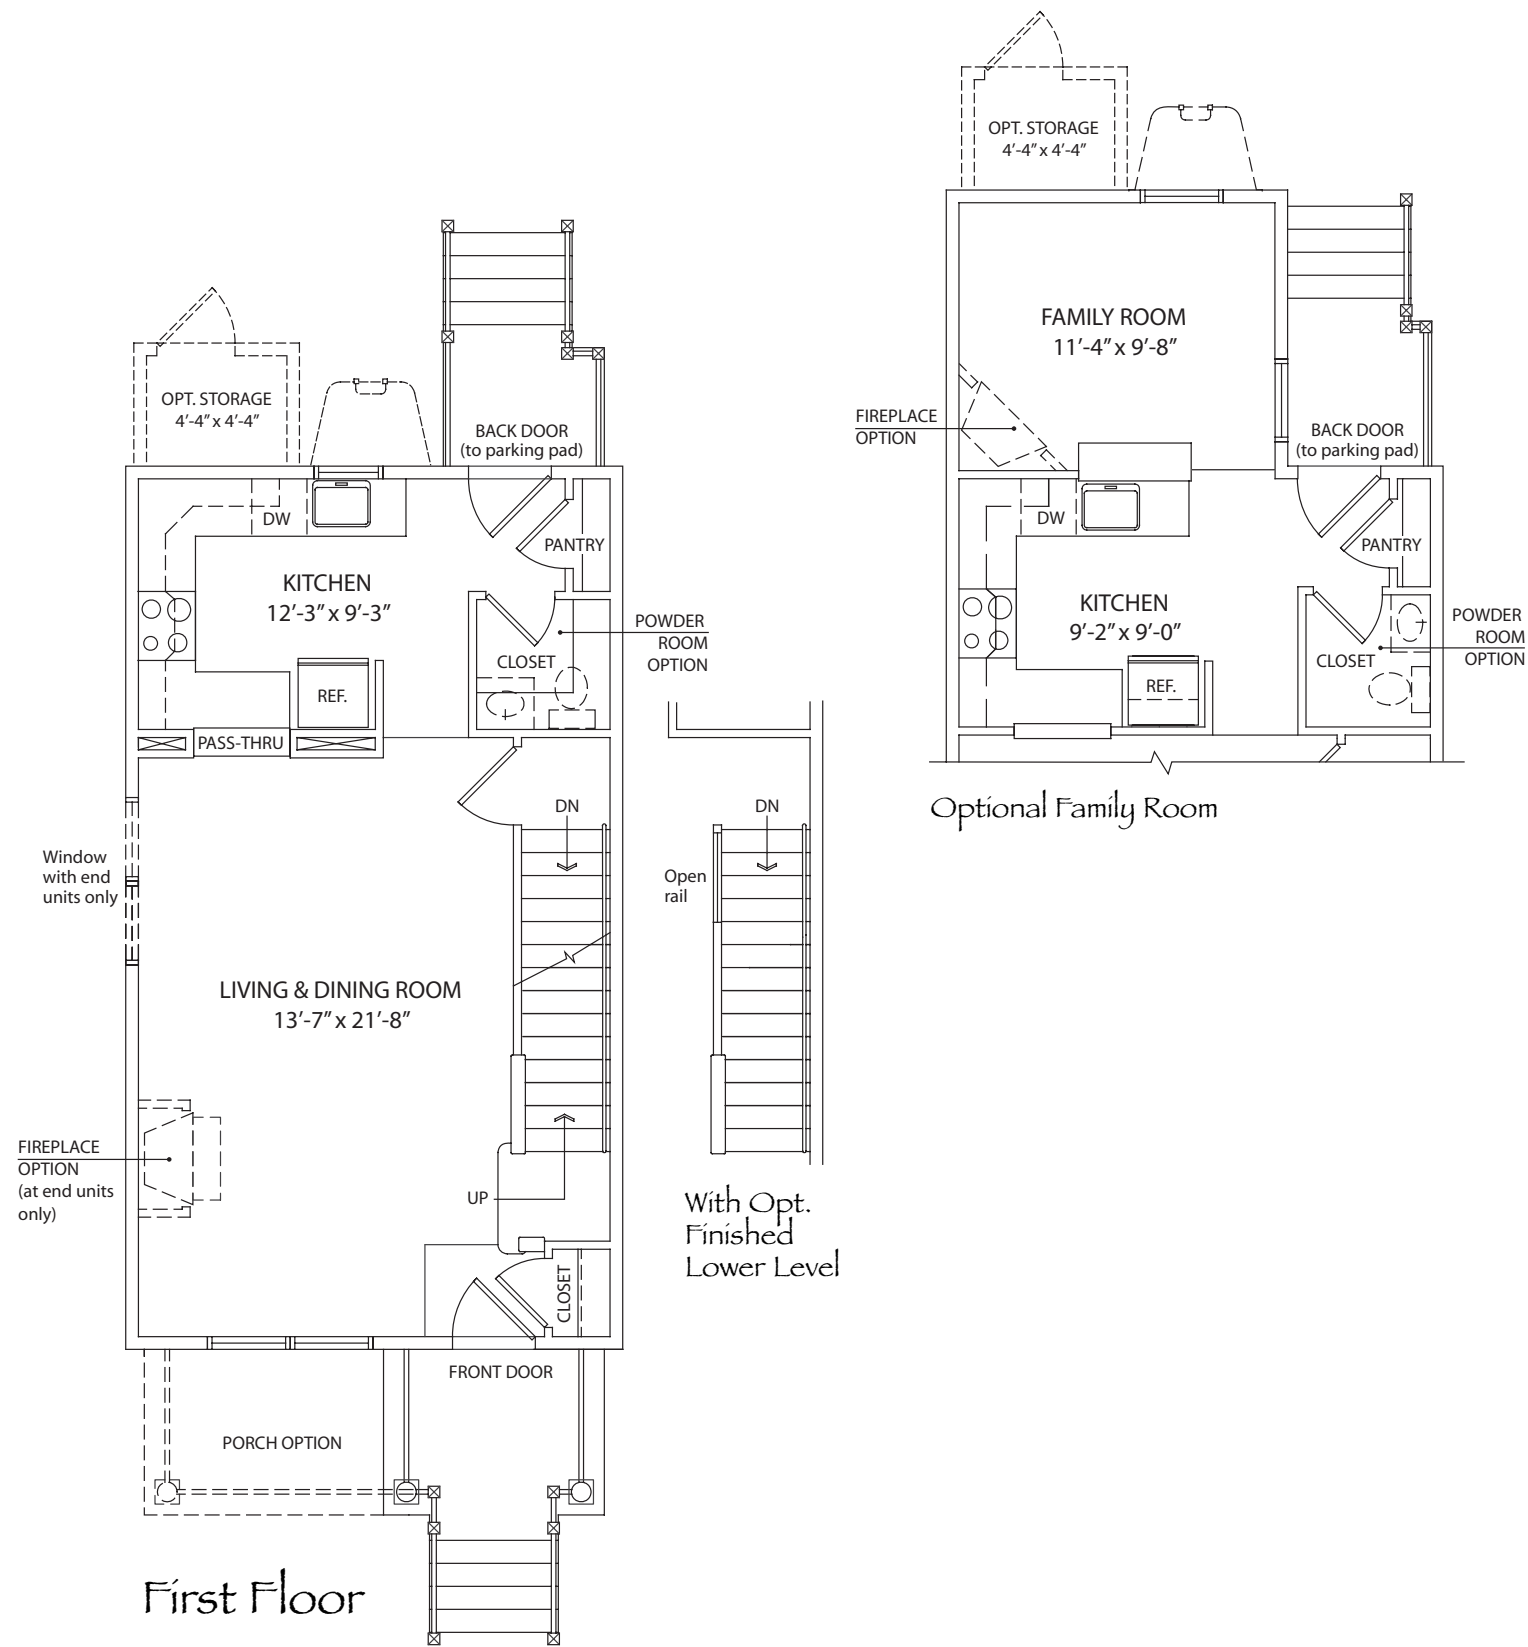 OPT. STORAGE
4'-4" x 4'-4"
BACK DOOR
(to parking pad)
DW
PANTRY
KITCHEN
12'-3" x 9'-3"
POWDER
ROOM
OPTION
CLOSET
REF.
PASS-THRU
DN
Window
with end
units only
LIVING & DINING ROOM
13'-7" x 21'-8"
FIREPLACE
OPTION
(at end units
only)
UP
CLOSET
FRONT DOOR
PORCH OPTION
First Floor
DN
Open
rail
With Opt.
Finished
Lower Level
OPT. STORAGE
4'-4" x 4'-4"
FAMILY ROOM
11'-4" x 9'-8"
FIREPLACE
OPTION
BACK DOOR
(to parking pad)
DW
PANTRY
KITCHEN
9'-2" x 9'-0"
POWDER
ROOM
OPTION
CLOSET
REF.
Optional Family Room